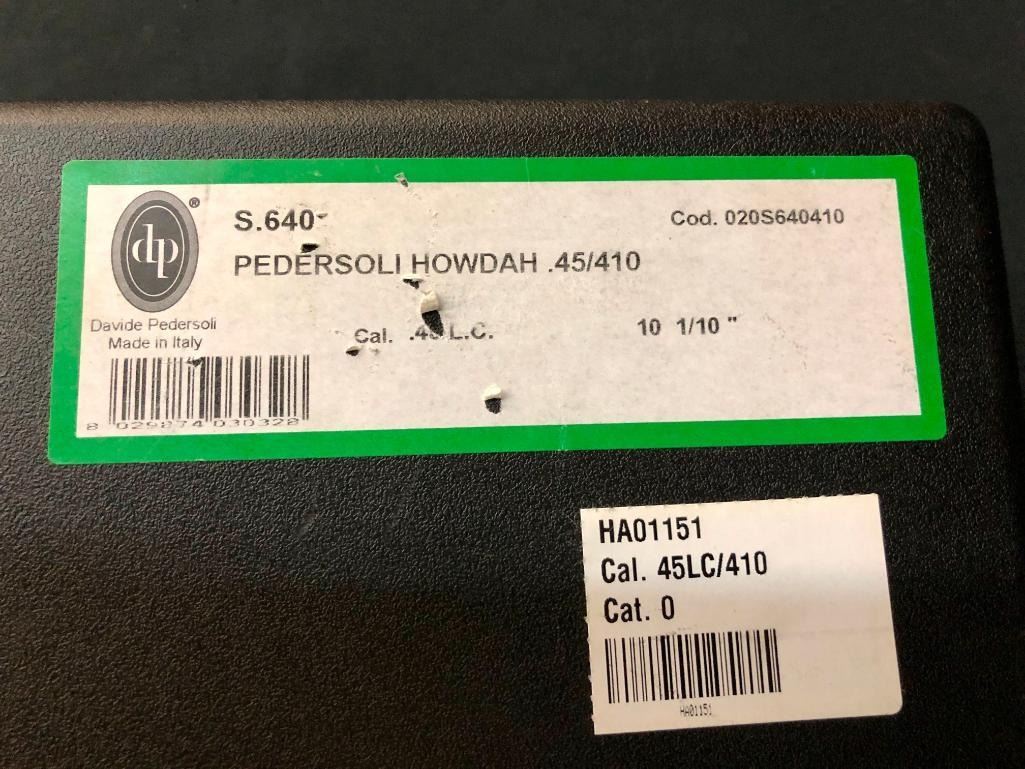 dp ®
Davide Pedersoli
Made in Italy
8 029874 030328
S.640
Cod. 020S640410
PEDERSOLI HOWDAH .45/410
Cal. L.C.
10 1/10 "
HA01151
Cal. 45LC/410
Cat. 0
HA01151